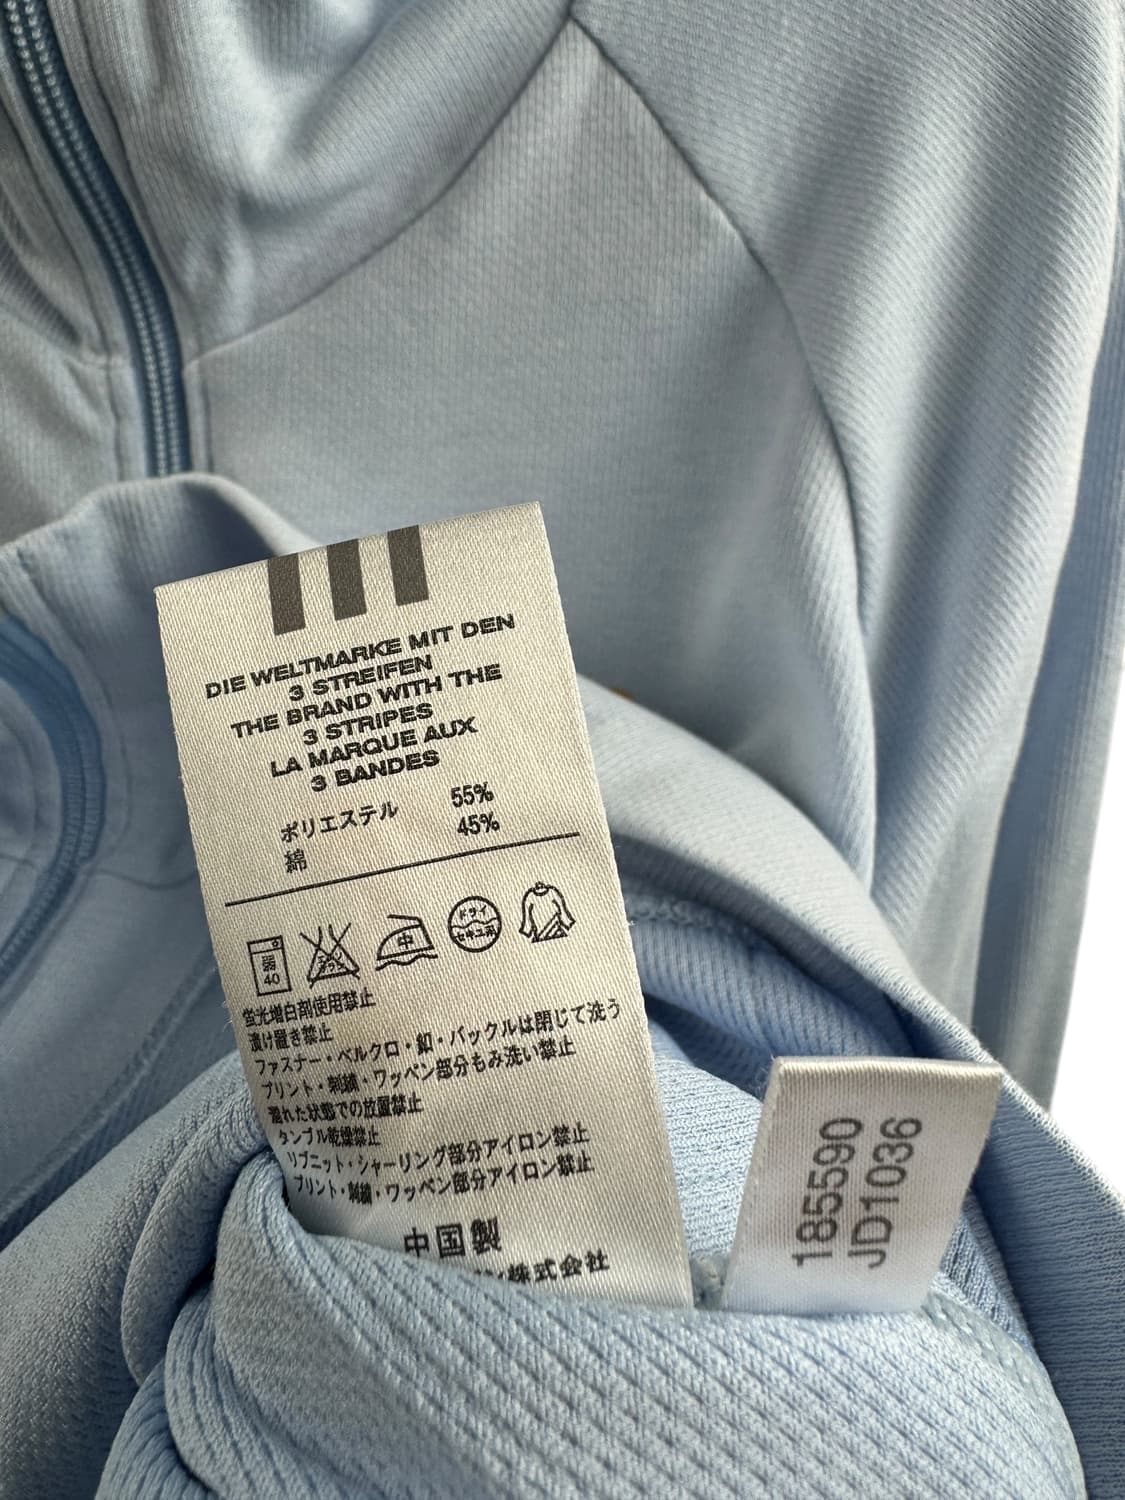 DIE WELTMARKE MIT DEN
3 STREIFEN
THE BRAND WITH THE
3 STRIPES
LA MARQUE AUX
3 BANDES
ポリエステル 55%
綿 45%
弱
40
中
ドライ
蛍光増白剤使用禁止
漬け置き禁止
ファスナー・ベルクロ・釦・バックルは閉じて洗う
プリント・刺繍・ワッペン部分もみ洗い禁止
濡れた状態での放置禁止
タンブル乾燥禁止
リブニット・シャーリング部分アイロン禁止
プリント・刺繍・ワッペン部分アイロン禁止
中国製
株式会社
185590
JD1036